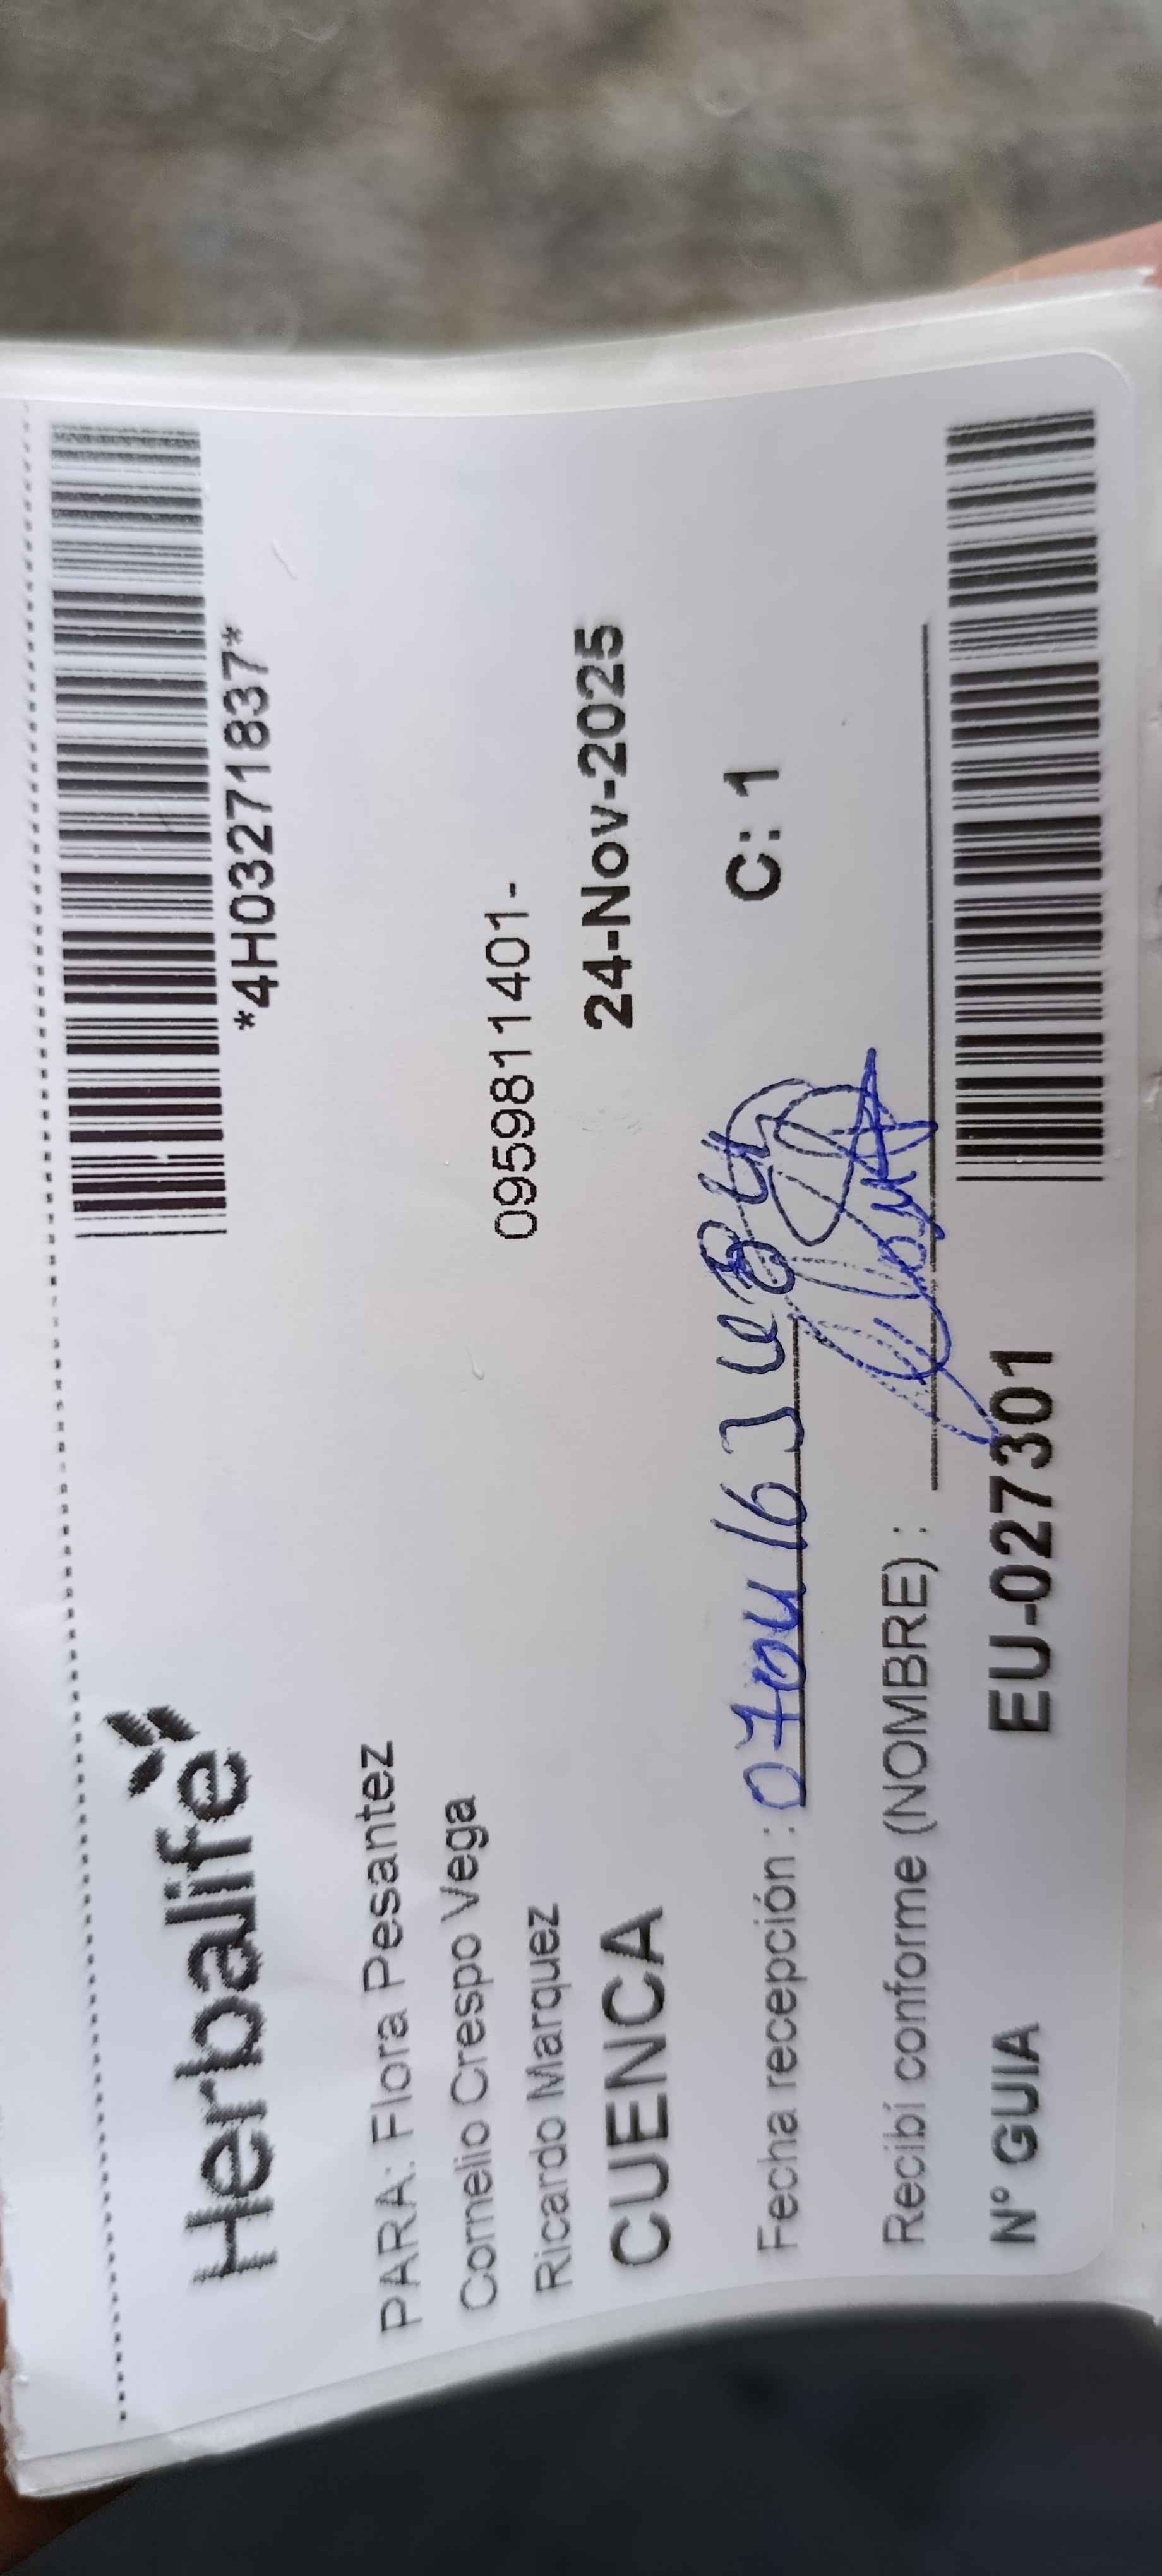 Herbalife
*4H03271837*
PARA: Flora Pesantez
Cornelio Crespo Vega
0959811401-
Ricardo Marquez
CUENCA
24-Nov-2025
C: 1
Fecha recepción :
Recibí conforme (NOMBRE) :
N° GUIA
EU-027301